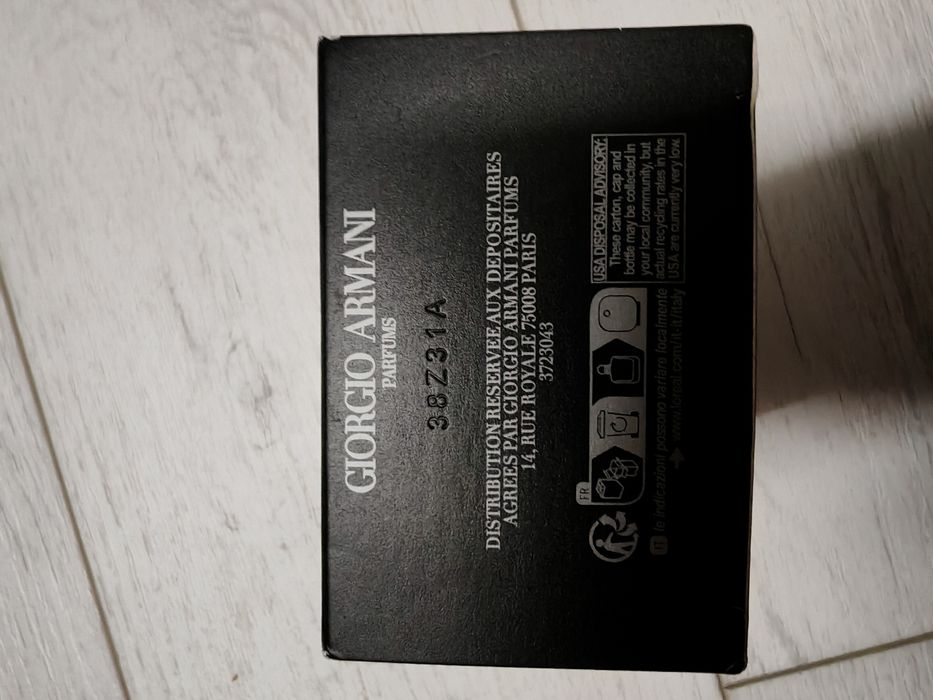 GIORGIO ARMANI
PARFUMS
38Z31A
DISTRIBUTION RESERVEE AUX DEPOSITAIRES
AGREES PAR GIORGIO ARMANI PARFUMS
14, RUE ROYALE 75008 PARIS
3723043
FR
USA DISPOSAL ADVISORY:
These carton, cap and
bottle may be collected in
your local community, but
actual recycling rates in the
USA are currently very low.
IT le indicazioni possono variare localmente
www.loreal.com/it-it/italy